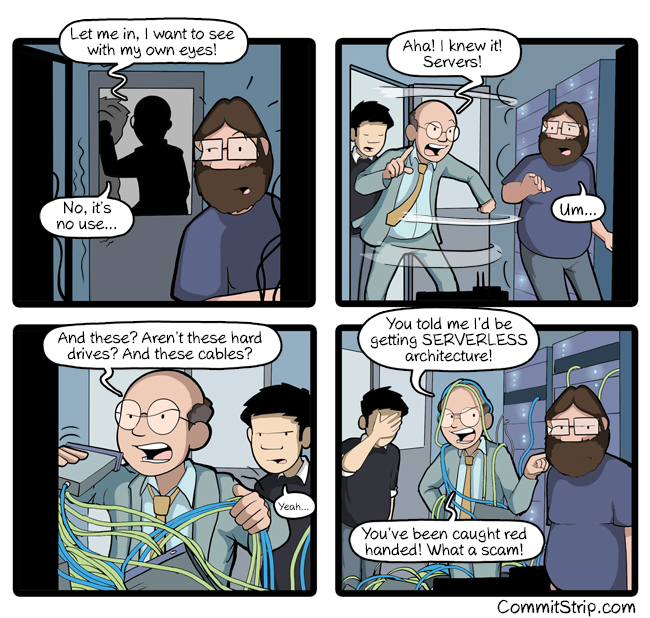 Let me in, I want to see
with my own eyes!
No, it's
no use...
Aha! I knew it!
Servers!
Um...
And these? Aren't these hard
drives? And these cables?
Yeah...
You told me I'd be
getting SERVERLESS
architecture!
You've been caught red
handed! What a scam!
CommitStrip.com